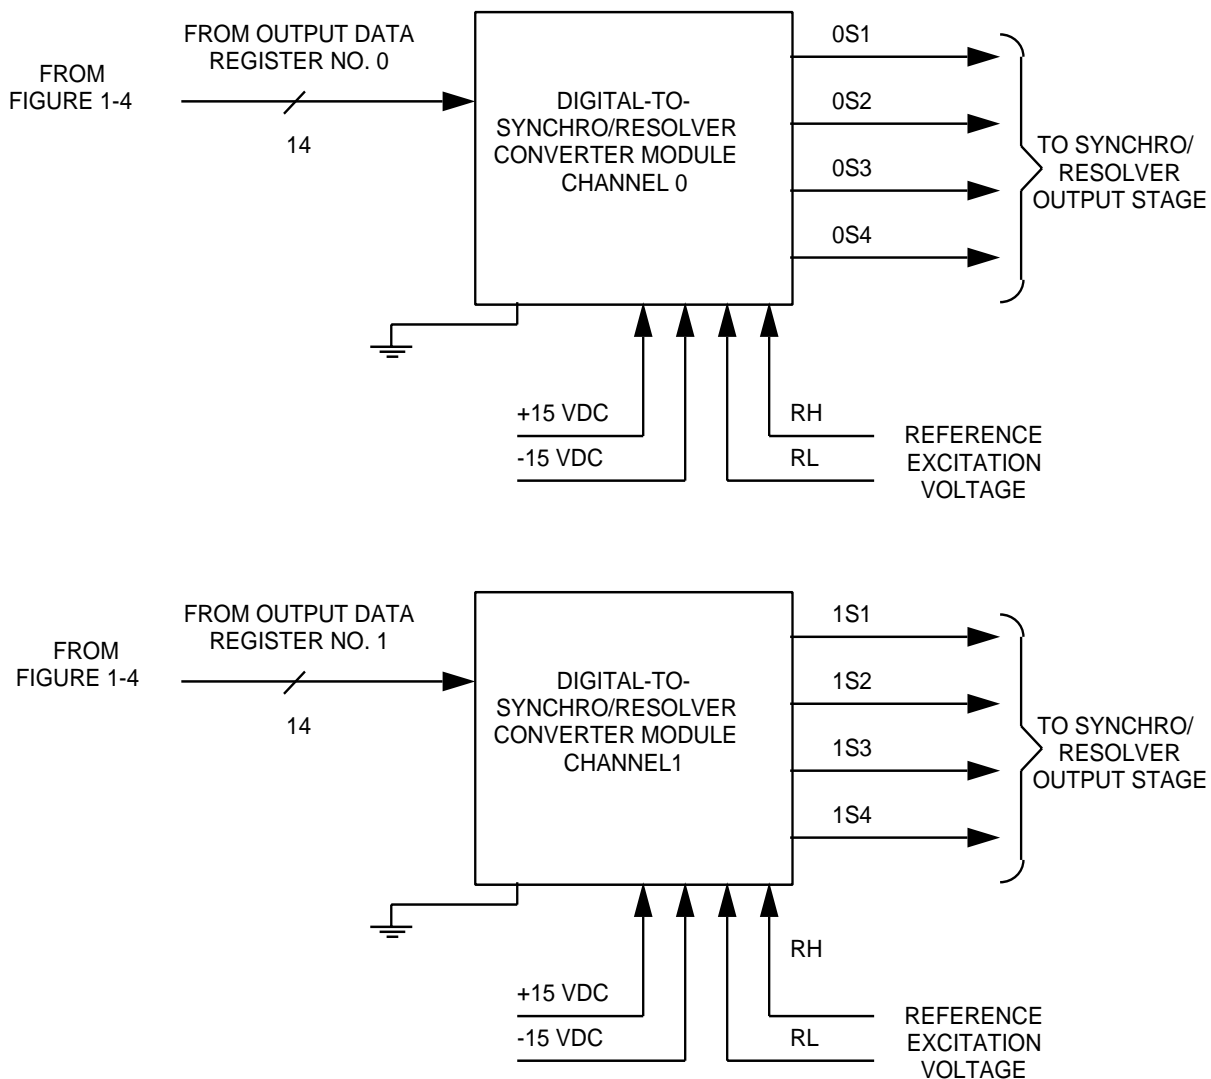 FROM OUTPUT DATA
REGISTER NO. 0
FROM
FIGURE 1-4
14
DIGITAL-TO-
SYNCHRO/RESOLVER
CONVERTER MODULE
CHANNEL 0
0S1
0S2
0S3
0S4
TO SYNCHRO/
RESOLVER
OUTPUT STAGE
+15 VDC
-15 VDC
RH
RL
REFERENCE
EXCITATION
VOLTAGE
FROM OUTPUT DATA
REGISTER NO. 1
FROM
FIGURE 1-4
14
DIGITAL-TO-
SYNCHRO/RESOLVER
CONVERTER MODULE
CHANNEL1
1S1
1S2
1S3
1S4
TO SYNCHRO/
RESOLVER
OUTPUT STAGE
+15 VDC
-15 VDC
RH
RL
REFERENCE
EXCITATION
VOLTAGE